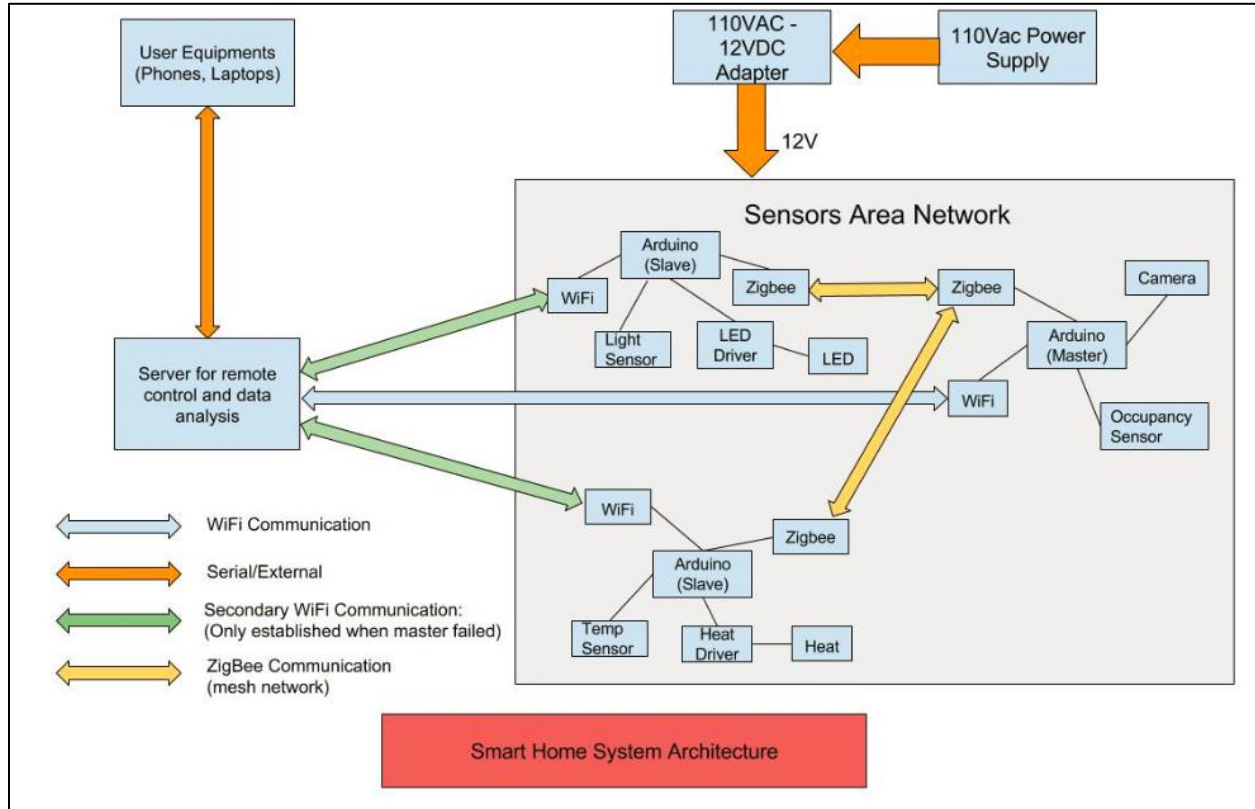 User Equipments
(Phones, Laptops)
110VAC -
12VDC
Adapter
110Vac Power
Supply
12V
Sensors Area Network
Arduino
(Slave)
WiFi
Zigbee
Light
Sensor
LED
Driver
LED
Zigbee
Camera
Arduino
(Master)
WiFi
Occupancy
Sensor
Server for remote
control and data
analysis
WiFi
Zigbee
Arduino
(Slave)
Temp
Sensor
Heat
Driver
Heat
WiFi Communication
Serial/External
Secondary WiFi Communication:
(Only established when master failed)
ZigBee Communication
(mesh network)
Smart Home System Architecture